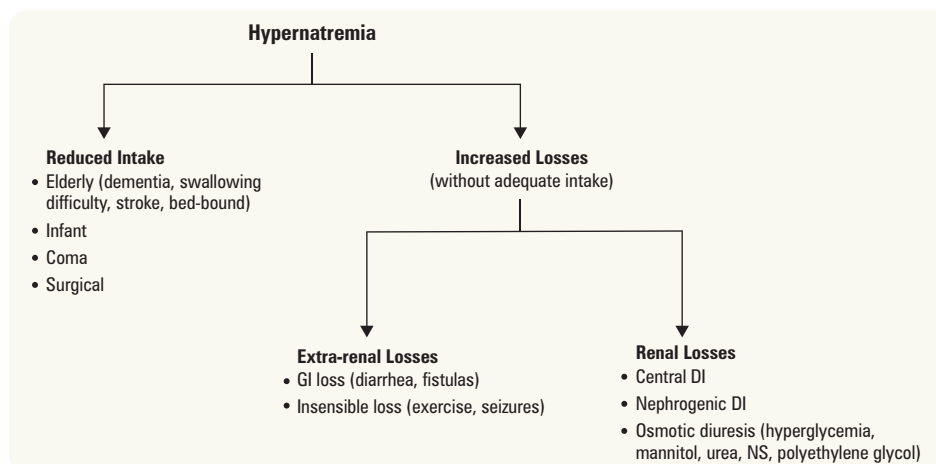 Hypernatremia
Reduced Intake
• Elderly (dementia, swallowing
difficulty, stroke, bed-bound)
• Infant
• Coma
• Surgical
Increased Losses
(without adequate intake)
Extra-renal Losses
• GI loss (diarrhea, fistulas)
• Insensible loss (exercise, seizures)
Renal Losses
• Central DI
• Nephrogenic DI
• Osmotic diuresis (hyperglycemia,
mannitol, urea, NS, polyethylene glycol)